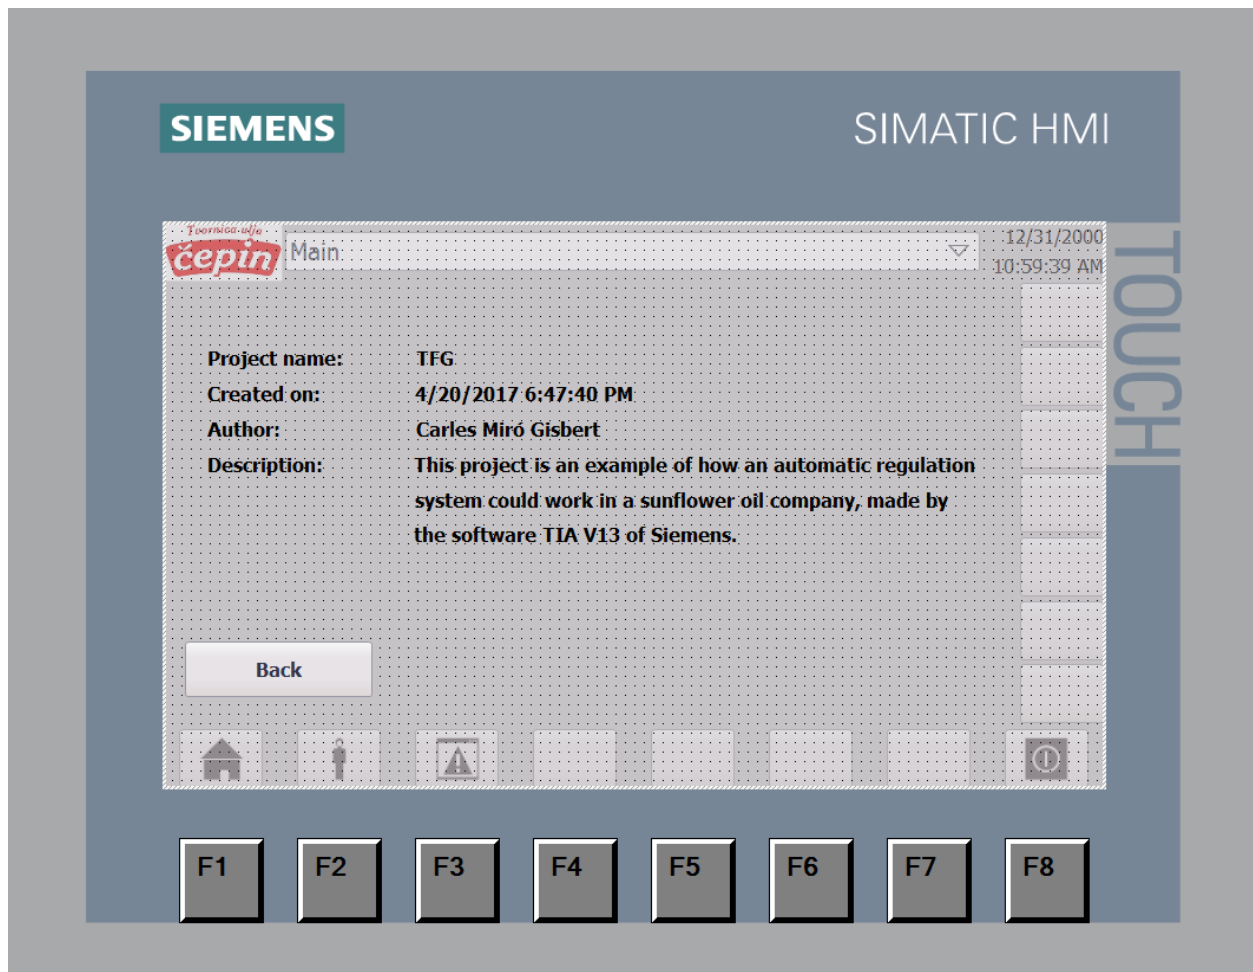 SIEMENS
SIMATIC HMI
Tvornica ulja
čepin
Main
12/31/2000
10:59:39 AM
TOUCH
Project name: TFG
Created on: 4/20/2017 6:47:40 PM
Author: Carles Miró Gisbert
Description: This project is an example of how an automatic regulation
system could work in a sunflower oil company, made by
the software TIA V13 of Siemens.
Back
F1 F2 F3 F4 F5 F6 F7 F8